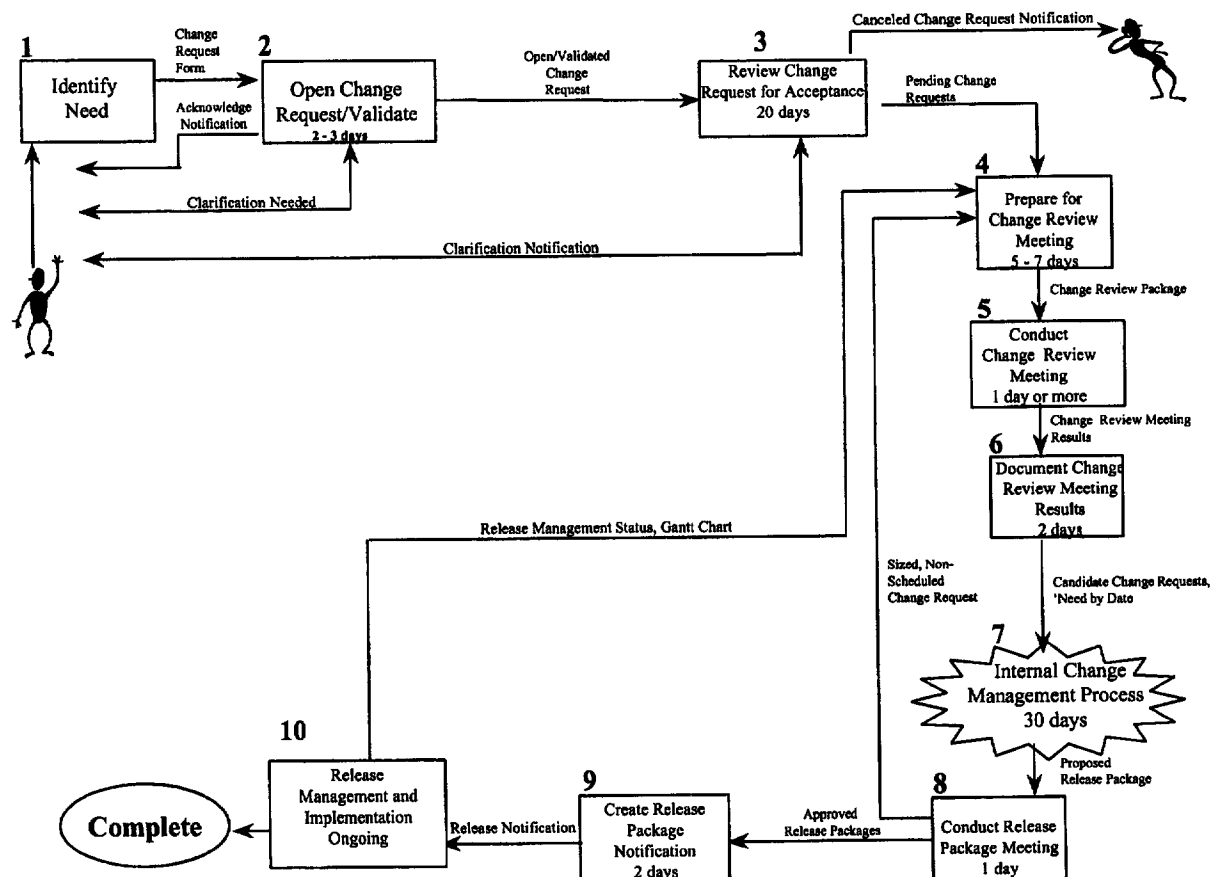 Canceled Change Request Notification
1
Identify
Need
Change
Request
Form
Acknowledge
Notification
2
Open Change
Request/Validate
2 - 3 days
Open/Validated
Change
Request
3
Review Change
Request for Acceptance
20 days
Pending Change
Requests
Clarification Needed
Clarification Notification
4
Prepare for
Change Review
Meeting
5 - 7 days
Change Review Package
5
Conduct
Change Review
Meeting
1 day or more
Change Review Meeting
Results
6
Document Change
Review Meeting
Results
2 days
Release Management Status, Gantt Chart
Sized, Non-
Scheduled
Change Request
Candidate Change Requests,
'Need by Date
7
Internal Change
Management Process
30 days
Proposed
Release Package
8
Conduct Release
Package Meeting
1 day
Approved
Release Packages
9
Create Release
Package
Notification
2 days
Release Notification
10
Release
Management and
Implementation
Ongoing
Complete